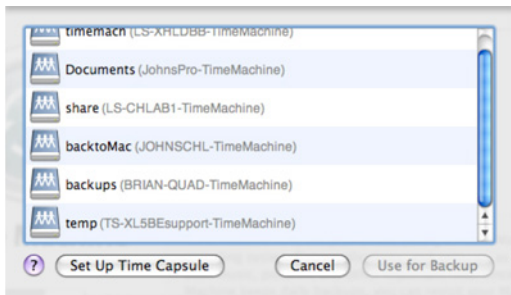 timemach (LS-XHLDBB-TimeMachine)
Documents (JohnsPro-TimeMachine)
share (LS-CHLAB1-TimeMachine)
backtoMac (JOHNSCHL-TimeMachine)
backups (BRIAN-QUAD-TimeMachine)
temp (TS-XL5BEsupport-TimeMachine)
? Set Up Time Capsule Cancel Use for Backup